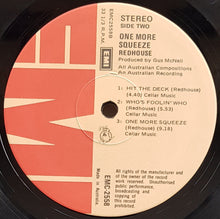 STEREO
SIDE TWO
ONE MORE
SQUEEZE
REDHOUSE
Produced by Gus McNeil
All Australian Compositions
An Australian Recording
EMI
EMC2558B
33 1/3 R.P.M.
1: HIT THE DECK (Redhouse)
(4.40) Cellar Music
2: WHO'S FOOLIN' WHO
(Redhouse) (5.53)
Cellar Music
3: ONE MORE SQUEEZE
(Redhouse) (9.18)
Cellar Music
All rights of the manufacturer
and of the owner of the record
work reserved.
Unauthorised
public performance,
broadcasting and copying of
this record prohibited.
EMC-2558
Made in Australia